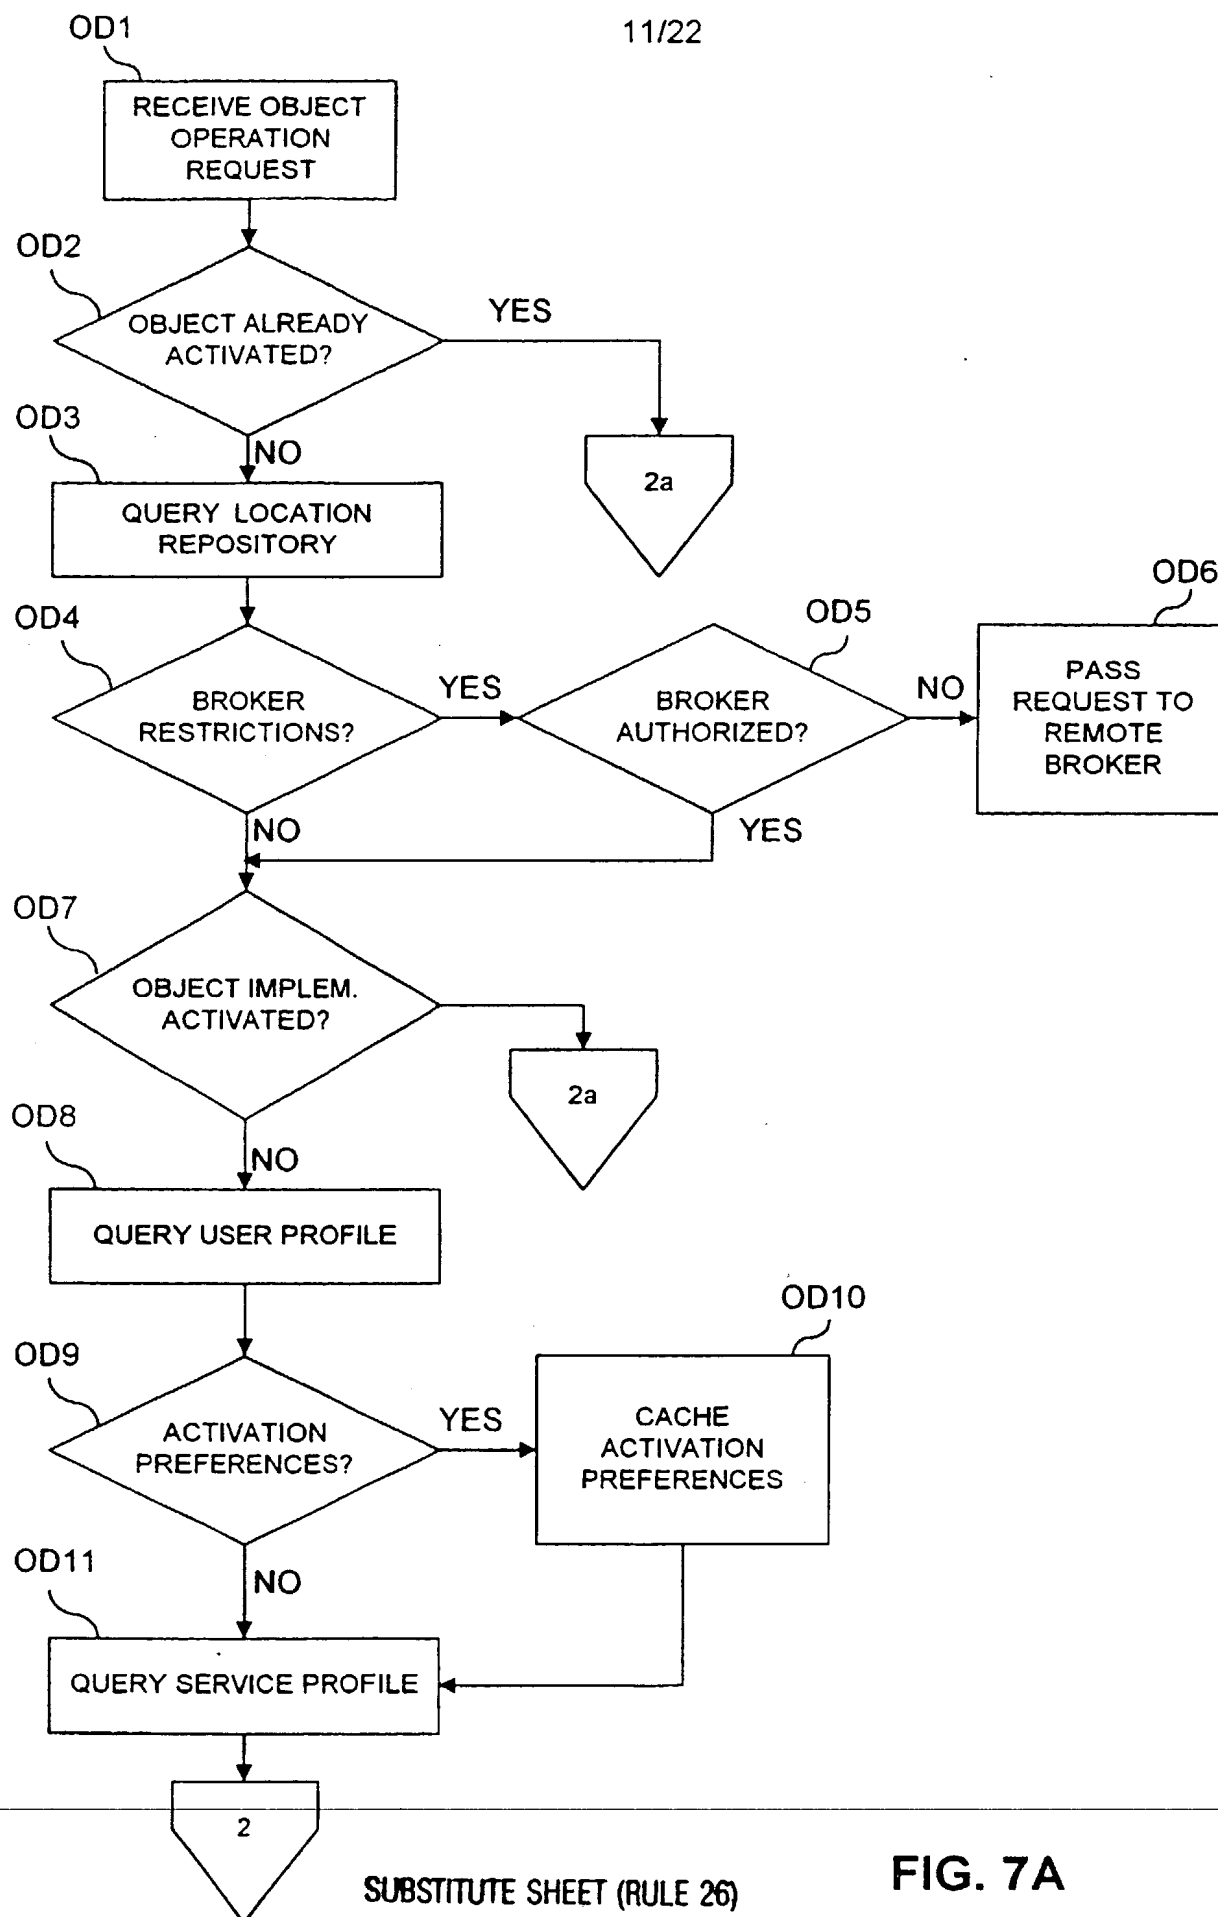 OD1
11/22
RECEIVE OBJECT
OPERATION
REQUEST
OD2
OBJECT ALREADY
ACTIVATED?
YES
2a
NO
OD3
QUERY LOCATION
REPOSITORY
OD4
BROKER
RESTRICTIONS?
YES
OD5
BROKER
AUTHORIZED?
NO
OD6
PASS
REQUEST TO
REMOTE
BROKER
NO
YES
OD7
OBJECT IMPLEM.
ACTIVATED?
2a
NO
OD8
QUERY USER PROFILE
OD9
ACTIVATION
PREFERENCES?
YES
OD10
CACHE
ACTIVATION
PREFERENCES
NO
OD11
QUERY SERVICE PROFILE
2
SUBSTITUTE SHEET (RULE 26)
FIG. 7A